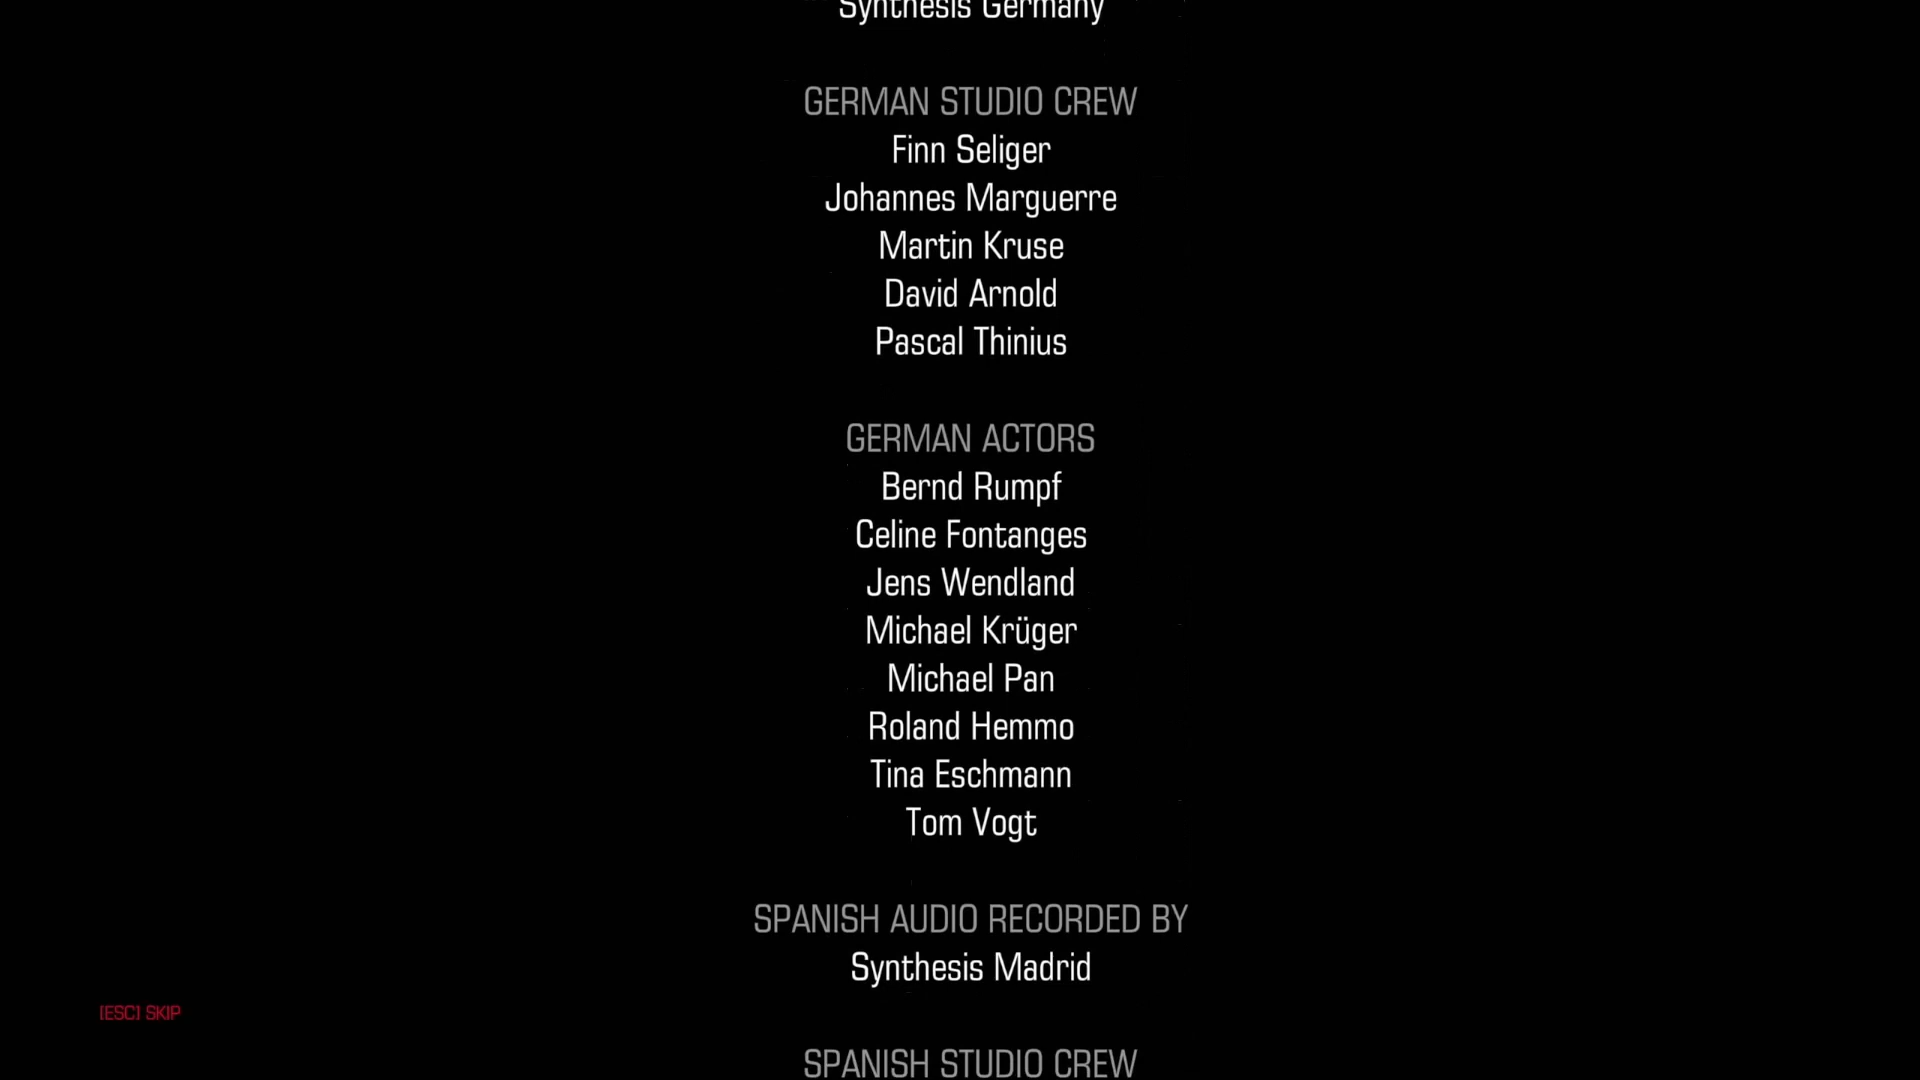 Synthesis Germany
GERMAN STUDIO CREW
Finn Seliger
Johannes Marguerre
Martin Kruse
David Arnold
Pascal Thinius
GERMAN ACTORS
Bernd Rumpf
Celine Fontanges
Jens Wendland
Michael Krüger
Michael Pan
Roland Hemmo
Tina Eschmann
Tom Vogt
SPANISH AUDIO RECORDED BY
Synthesis Madrid
[ESC] SKIP
SPANISH STUDIO CREW